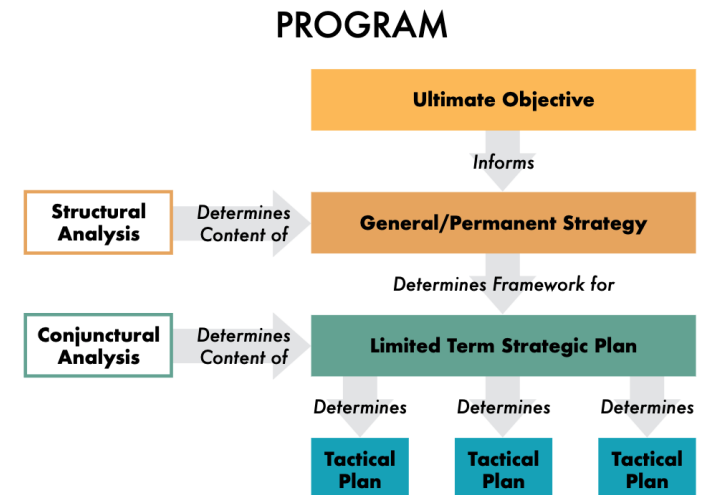 PROGRAM
Ultimate Objective
Informs
Structural
Analysis
Determines
Content of
General/Permanent Strategy
Determines Framework for
Conjunctural
Analysis
Determines
Content of
Limited Term Strategic Plan
Determines
Determines
Determines
Tactical
Plan
Tactical
Plan
Tactical
Plan